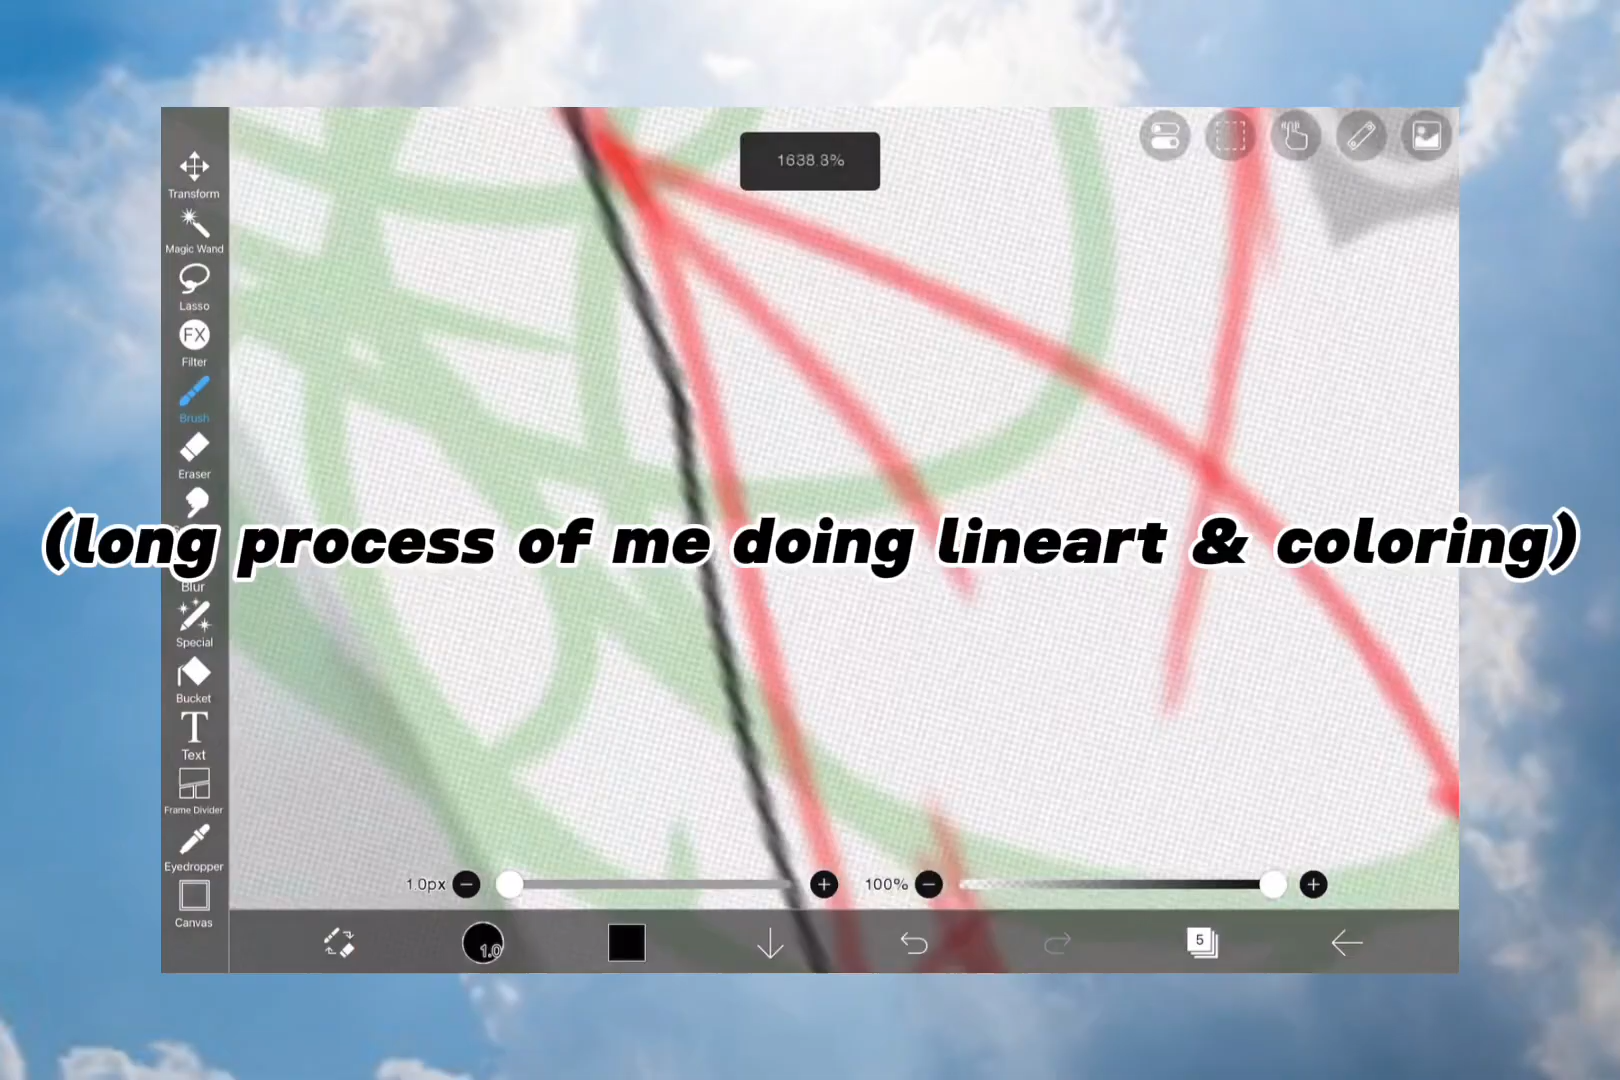 1638.3%
Transform
Magic Wand
Lasso
FX
Filter
Brush
Eraser
(long process of me doing lineart & coloring)
Blur
Special
Bucket
T
Text
Frame Divider
Eyedropper
Canvas
1.0px
100%
1.0
5